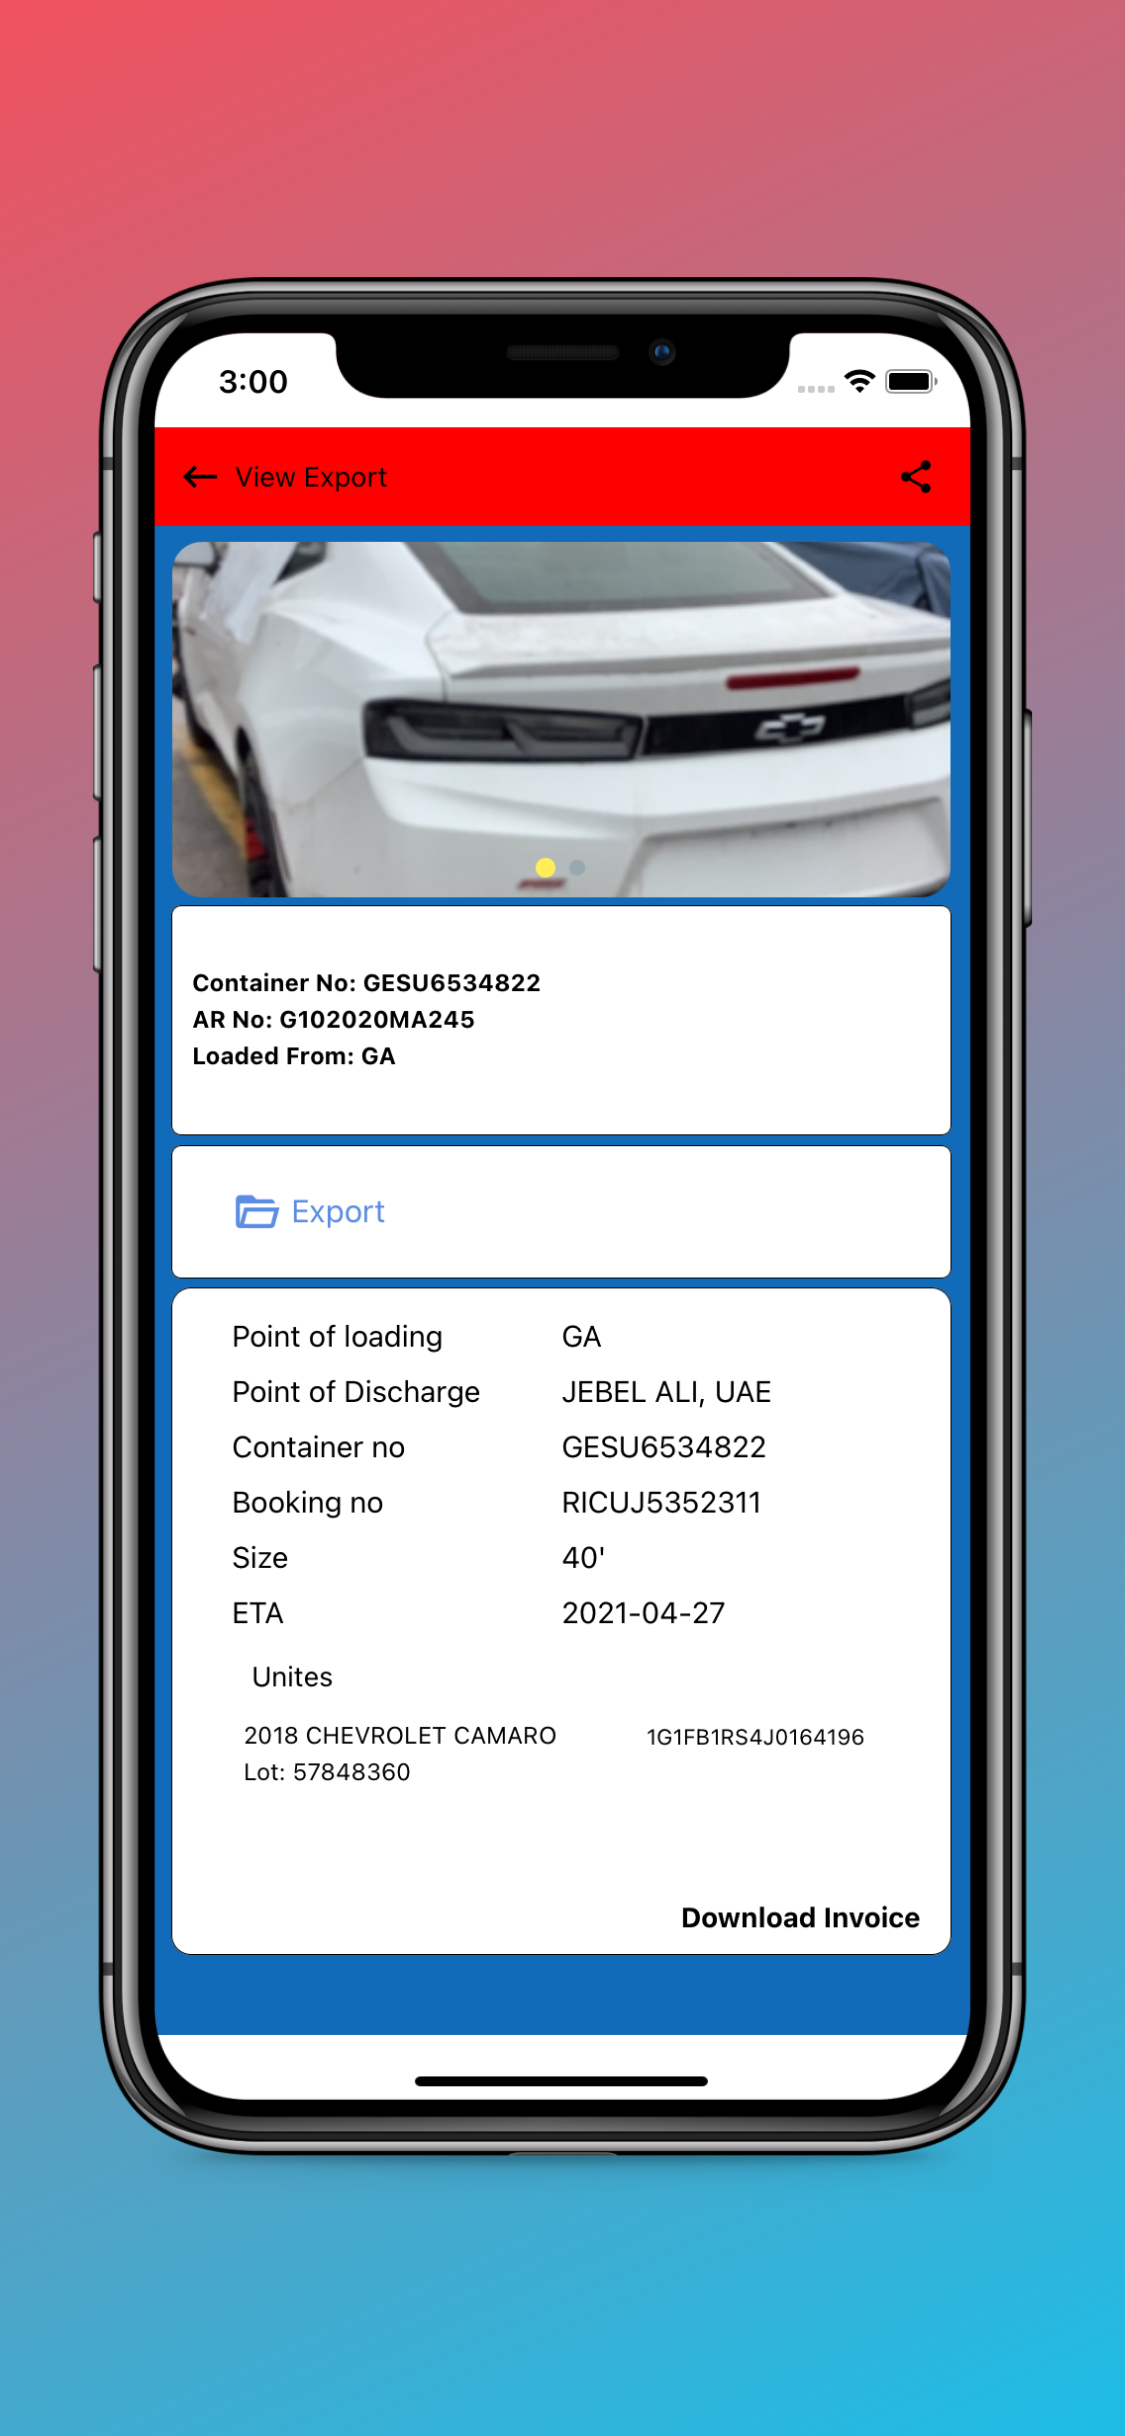 3:00
View Export
Container No: GESU6534822
AR No: G102020MA245
Loaded From: GA
Export
Point of loading GA
Point of Discharge JEBEL ALI, UAE
Container no GESU6534822
Booking no RICUJ5352311
Size 40'
ETA 2021-04-27
Unites
2018 CHEVROLET CAMARO 1G1FB1RS4J0164196
Lot: 57848360
Download Invoice